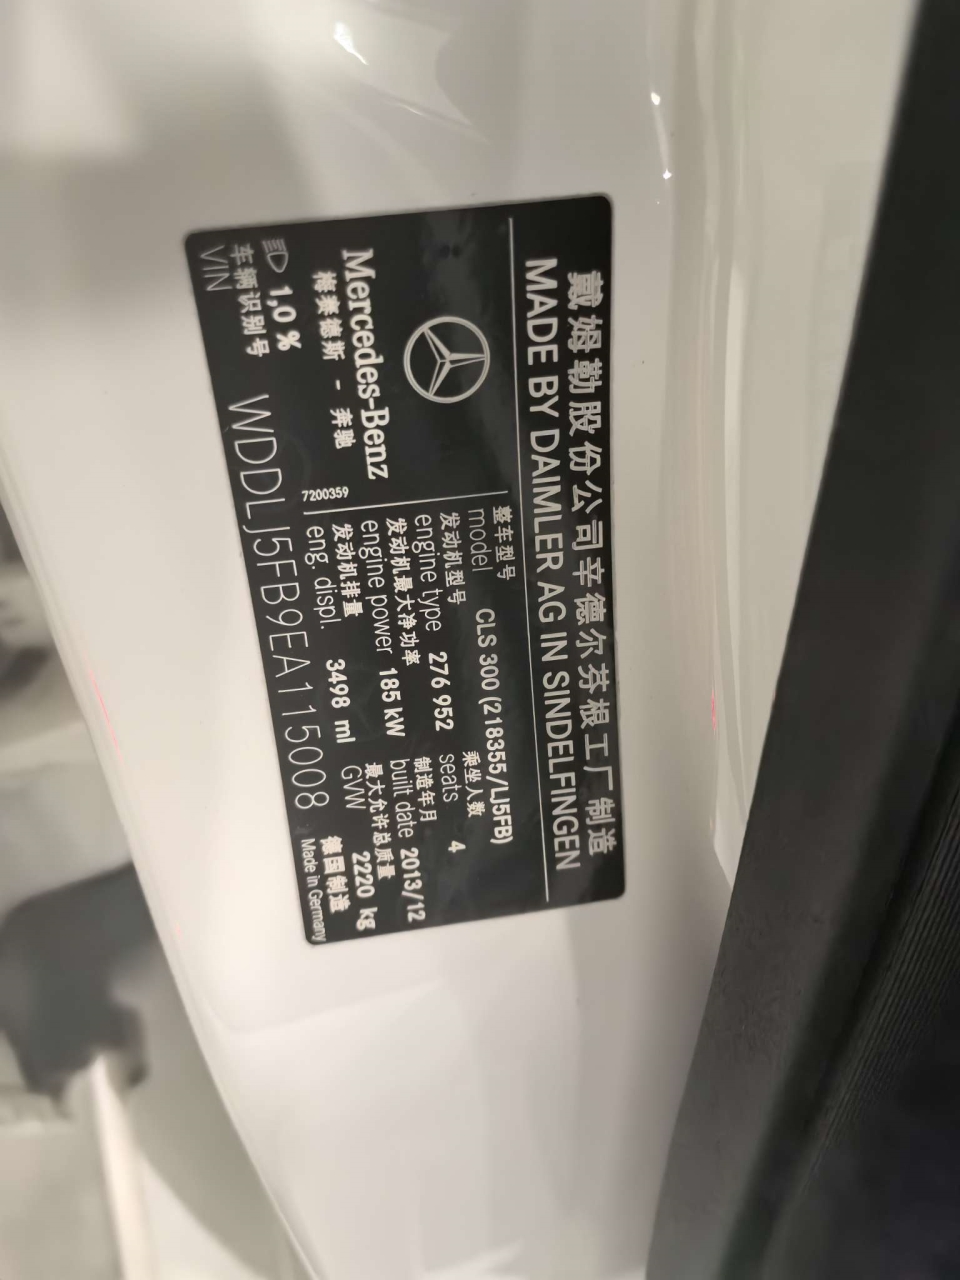 戴姆勒股份公司辛德尔芬根工厂制造
MADE BY DAIMLER AG IN SINDELFINGEN
Mercedes-Benz
梅赛德斯 - 奔驰
7200359
整车型号
model CLS 300 (218355/LJ5FB)
发动机型号 乘坐人数
engine type 276 952 seats 4
发动机最大净功率 制造年月
engine power 185 kW built date 2013/12
发动机排量 最大允许总质量
eng. displ. 3498 ml GVW 2220 kg
1,0 %
车辆识别号 德国制造
VIN WDDLJ5FB9EA115008 Made in Germany